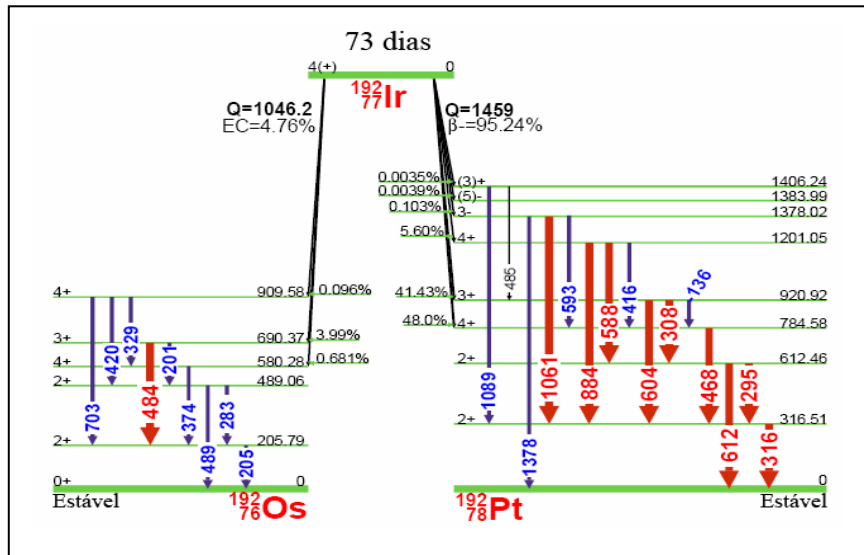 73 dias
4(+) 0
192
77 Ir
Q=1046.2 Q=1459
EC=4.76% β-=95.24%
0.0035% (3)+ 1406.24
0.0039% (5)- 1383.99
0.103% 3- 1378.02
5.60% 4+ 1201.05
485 593 416 -136
4+ 909.58 0.096% 41.43% 3+ 920.92
48.0% 4+ 784.58
588 308
420 329
3+ 690.37 3.99%
201
4+ 580.28 0.681% 2+ 612.46
2+ 489.06
703 484 374 283
1089 1061 884 604 468 295
2+ 205.79 2+ 316.51
489 205 1378 612 316
0+ 0 0
Estável 192 76 Os 192 78 Pt Estável